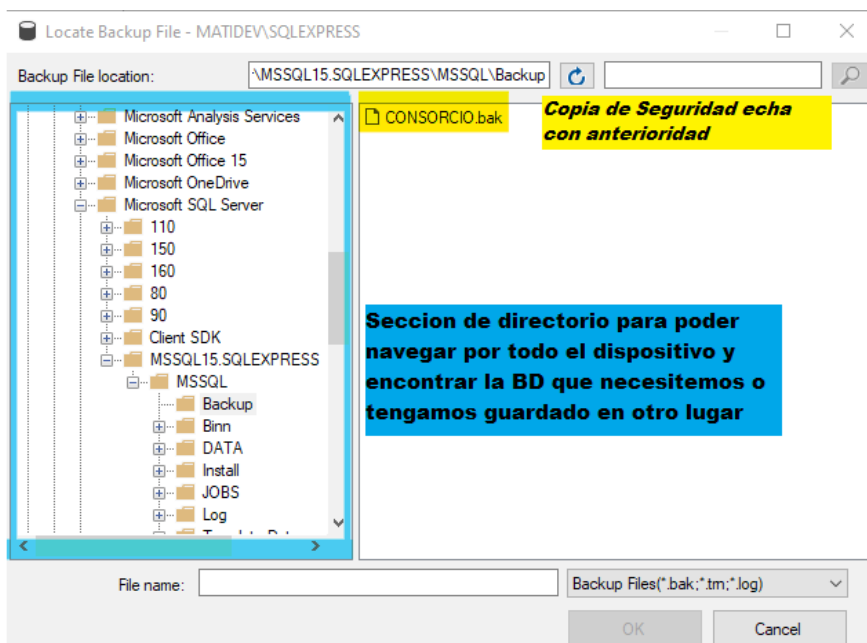 Locate Backup File - MATIDEV\SQLEXPRESS
Backup File location:
\MSSQL15.SQLEXPRESS\MSSQL\Backup
Microsoft Analysis Services
Microsoft Office
Microsoft Office 15
Microsoft OneDrive
Microsoft SQL Server
110
150
160
80
90
Client SDK
MSSQL15.SQLEXPRESS
MSSQL
Backup
Binn
DATA
Install
JOBS
Log
CONSORCIO.bak
Copia de Seguridad echa
con anterioridad
Seccion de directorio para poder
navegar por todo el dispositivo y
encontrar la BD que necesitemos o
tengamos guardado en otro lugar
File name:
Backup Files(*.bak;*.trn;*.log)
OK
Cancel